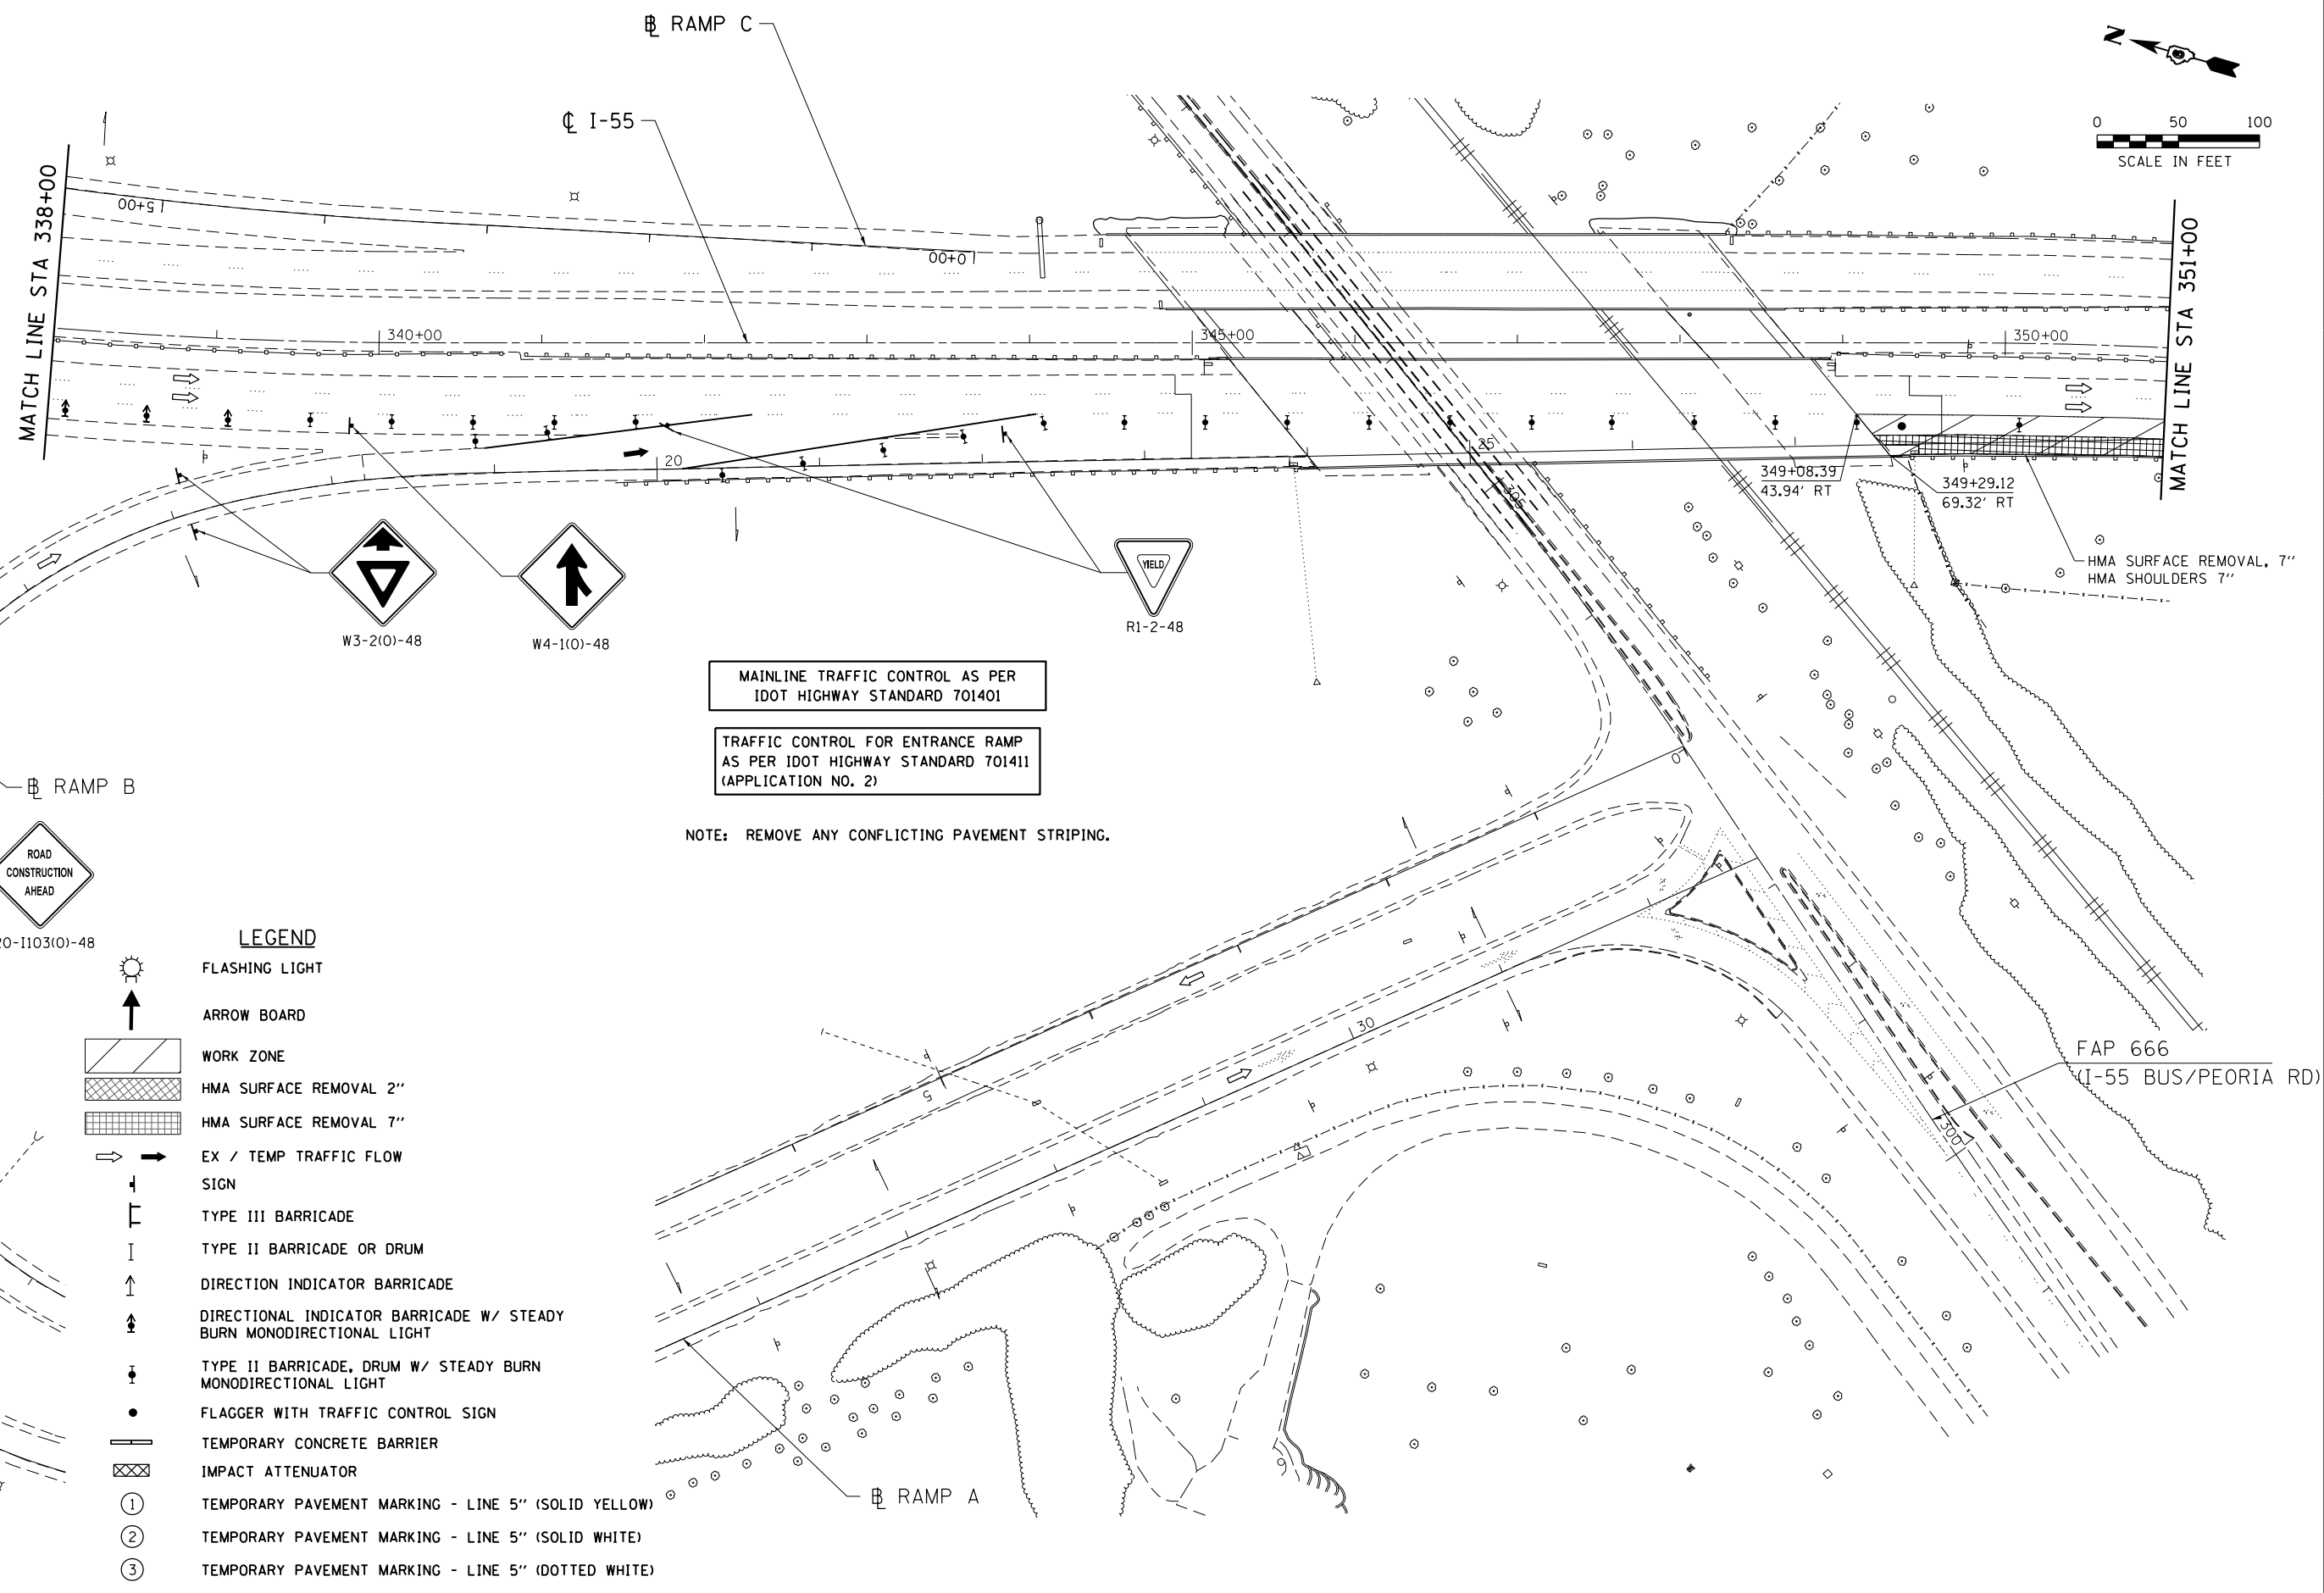 ℄ RAMP C
N
℄ I-55
0 50 100
SCALE IN FEET
MATCH LINE STA 338+00
5+00
0+00
340+00
345+00
350+00
MATCH LINE STA 351+00
20
25
305
349+08.39
43.94' RT
349+29.12
69.32' RT
HMA SURFACE REMOVAL, 7"
HMA SHOULDERS 7"
W3-2(O)-48
W4-1(O)-48
YIELD
R1-2-48
MAINLINE TRAFFIC CONTROL AS PER
IDOT HIGHWAY STANDARD 701401
TRAFFIC CONTROL FOR ENTRANCE RAMP
AS PER IDOT HIGHWAY STANDARD 701411
(APPLICATION NO. 2)
NOTE: REMOVE ANY CONFLICTING PAVEMENT STRIPING.
℄ RAMP B
ROAD
CONSTRUCTION
AHEAD
20-I103(O)-48
0
5
30
300
FAP 666
(I-55 BUS/PEORIA RD)
℄ RAMP A
LEGEND
FLASHING LIGHT
ARROW BOARD
WORK ZONE
HMA SURFACE REMOVAL 2"
HMA SURFACE REMOVAL 7"
EX / TEMP TRAFFIC FLOW
SIGN
TYPE III BARRICADE
TYPE II BARRICADE OR DRUM
DIRECTION INDICATOR BARRICADE
DIRECTIONAL INDICATOR BARRICADE W/ STEADY
BURN MONODIRECTIONAL LIGHT
TYPE II BARRICADE, DRUM W/ STEADY BURN
MONODIRECTIONAL LIGHT
FLAGGER WITH TRAFFIC CONTROL SIGN
TEMPORARY CONCRETE BARRIER
IMPACT ATTENUATOR
1 TEMPORARY PAVEMENT MARKING - LINE 5" (SOLID YELLOW)
2 TEMPORARY PAVEMENT MARKING - LINE 5" (SOLID WHITE)
3 TEMPORARY PAVEMENT MARKING - LINE 5" (DOTTED WHITE)